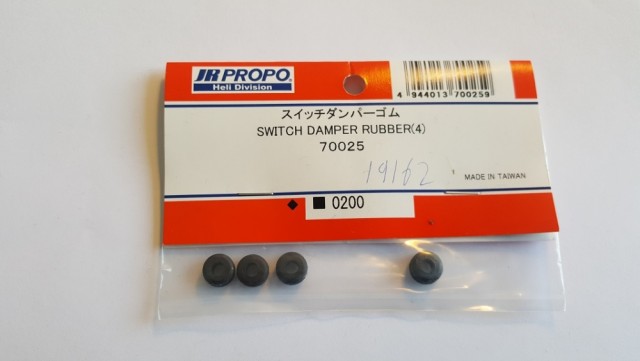 JR PROPO
Heli Division
4 944013 700259
スイッチダンパーゴム
SWITCH DAMPER RUBBER(4)
70025
19162
MADE IN TAIWAN
◆ ■ 0200